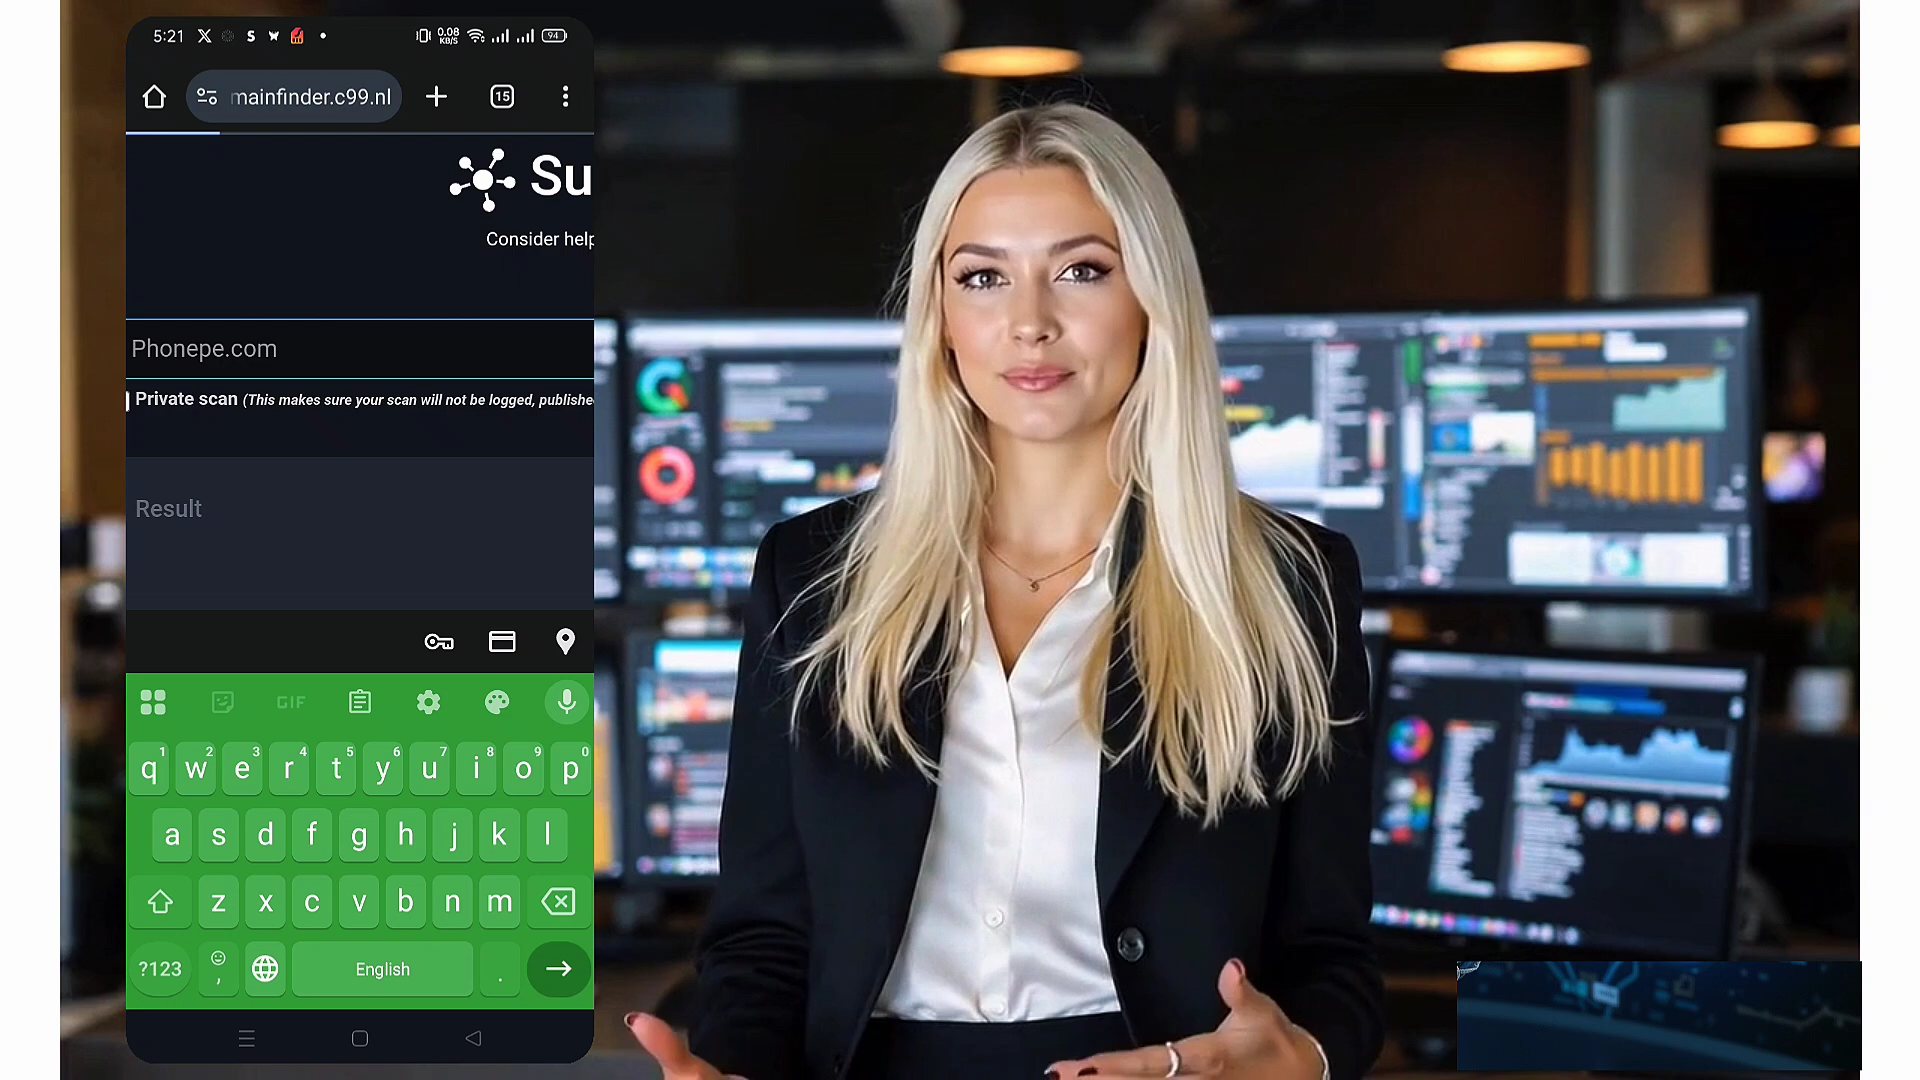 5:21
0.08
KB/S
94
mainfinder.c99.nl
15
Su
Consider help
Phonepe.com
Private scan (This makes sure your scan will not be logged, publishe
Result
GIF
q 1 w 2 e 3 r 4 t 5 y 6 u 7 i 8 o 9 p 0
a s d f g h j k l
z x c v b n m
?123 , English .